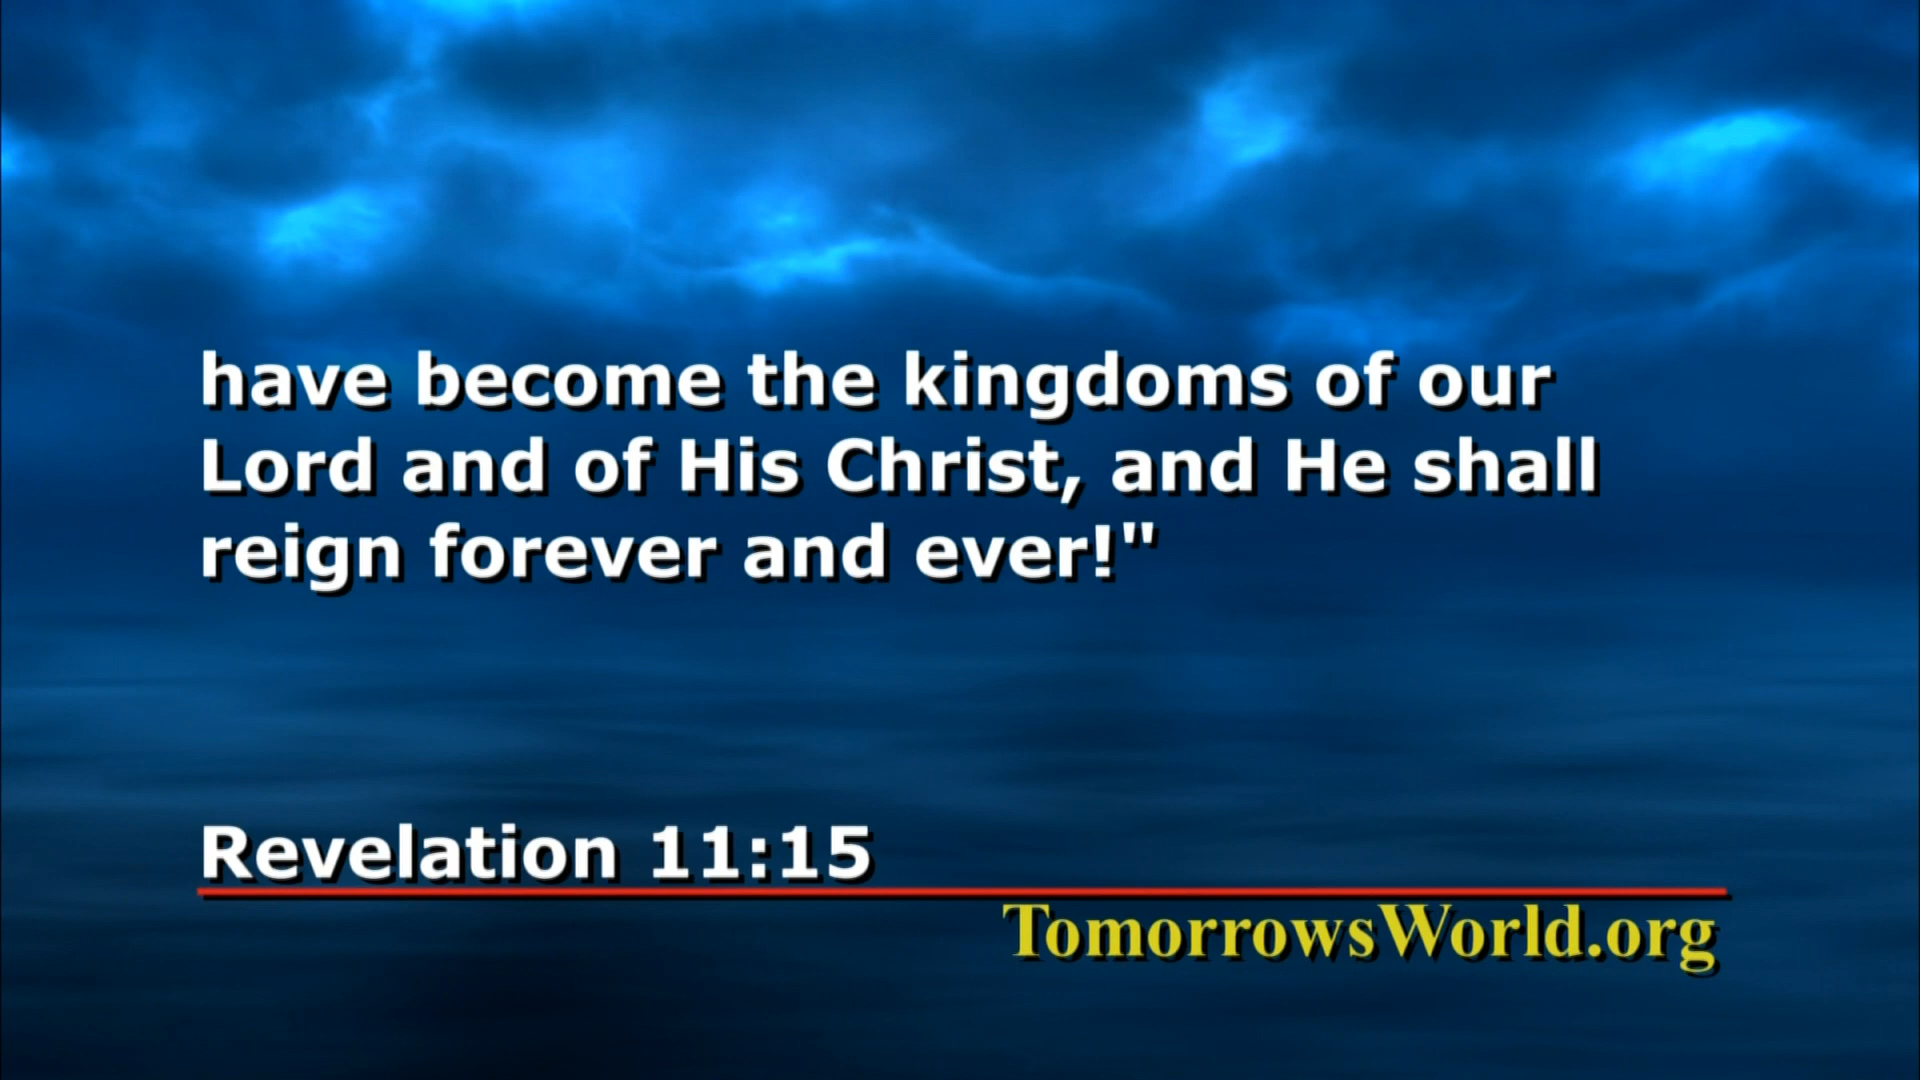 have become the kingdoms of our
Lord and of His Christ, and He shall
reign forever and ever!"
Revelation 11:15
TomorrowsWorld.org